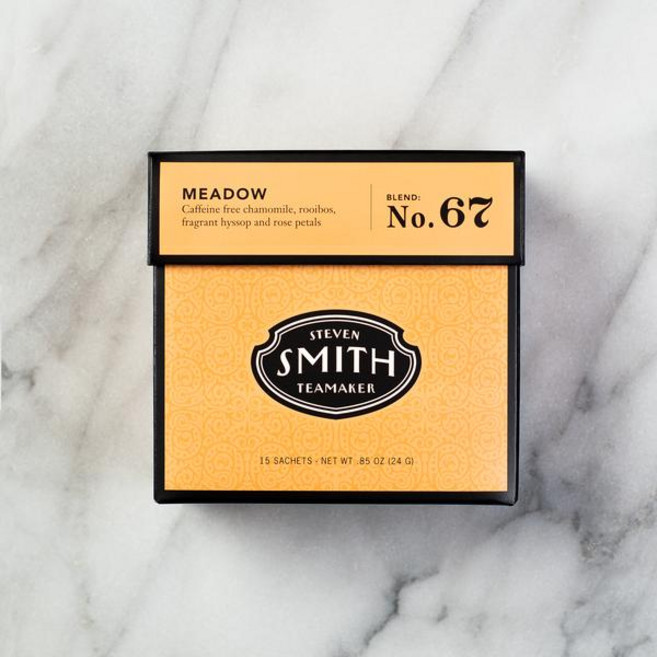 MEADOW
Caffeine free chamomile, rooibos,
fragrant hyssop and rose petals
BLEND:
No. 67
STEVEN
SMITH
TEAMAKER
15 SACHETS - NET WT .85 OZ (24 G)